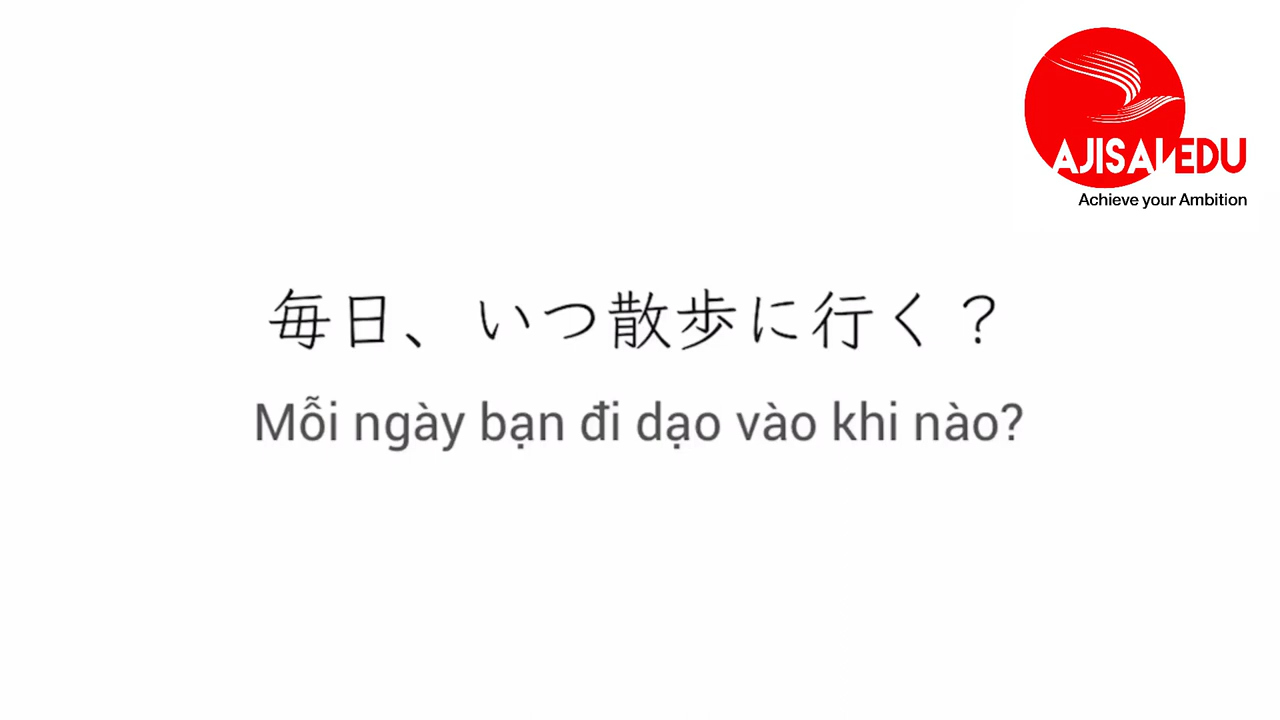 AJISAI EDU
Achieve your Ambition
毎日、いつ散歩に行く？
Mỗi ngày bạn đi dạo vào khi nào?